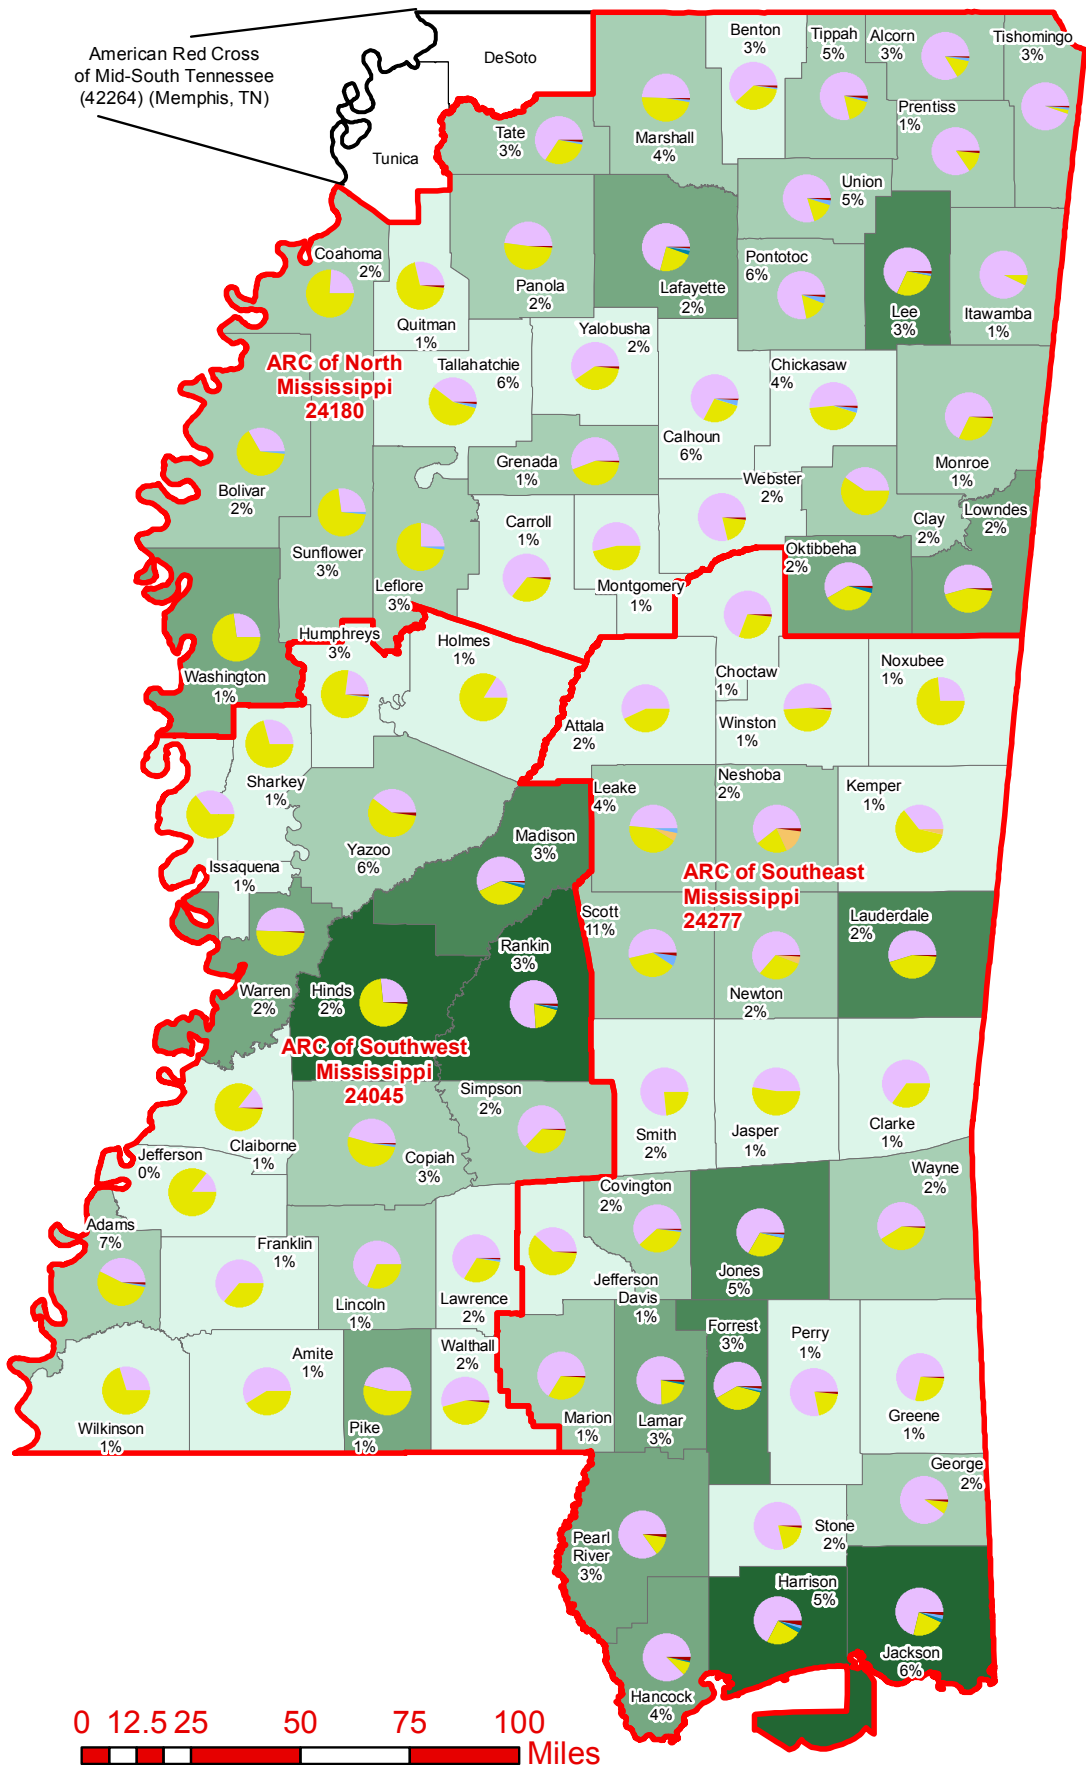 American Red Cross
of Mid-South Tennessee
(42264) (Memphis, TN)
DeSoto
Tunica
Benton
3%
Tippah
5%
Alcorn
3%
Tishomingo
3%
Tate
3%
Marshall
4%
Prentiss
1%
Union
5%
Coahoma
2%
Quitman
1%
Panola
2%
Lafayette
2%
Pontotoc
6%
Lee
3%
Itawamba
1%
ARC of North
Mississippi
24180
Tallahatchie
6%
Yalobusha
2%
Calhoun
6%
Chickasaw
4%
Monroe
1%
Bolivar
2%
Sunflower
3%
Leflore
3%
Grenada
1%
Carroll
1%
Montgomery
1%
Webster
2%
Clay
2%
Lowndes
2%
Oktibbeha
2%
Washington
1%
Humphreys
3%
Holmes
1%
Attala
2%
Choctaw
1%
Winston
1%
Noxubee
1%
Sharkey
1%
Issaquena
1%
Yazoo
6%
Madison
3%
Leake
4%
Neshoba
2%
Kemper
1%
ARC of Southeast
Mississippi
24277
Warren
2%
Hinds
2%
Rankin
3%
Scott
11%
Newton
2%
Lauderdale
2%
ARC of Southwest
Mississippi
24045
Claiborne
1%
Copiah
3%
Simpson
2%
Smith
2%
Jasper
1%
Clarke
1%
Jefferson
0%
Adams
7%
Franklin
1%
Lincoln
1%
Lawrence
2%
Jefferson
Davis
1%
Covington
2%
Jones
5%
Wayne
2%
Wilkinson
1%
Amite
1%
Pike
1%
Walthall
2%
Marion
1%
Lamar
3%
Forrest
3%
Perry
1%
Greene
1%
Pearl
River
3%
Stone
2%
George
2%
Hancock
4%
Harrison
5%
Jackson
6%
0 12.5 25 50 75 100
Miles